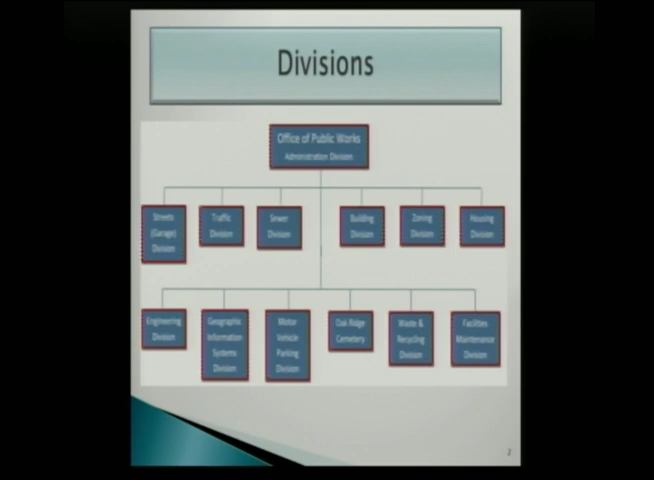 Divisions
Office of Public Works
Administration Division
Streets
(Garage)
Division
Traffic
Division
Sewer
Division
Building
Division
Zoning
Division
Housing
Division
Engineering
Division
Geographic
Information
Systems
Division
Motor
Vehicle
Parking
Division
Oak Ridge
Cemetery
Waste &
Recycling
Division
Facilities
Maintenance
Division
2